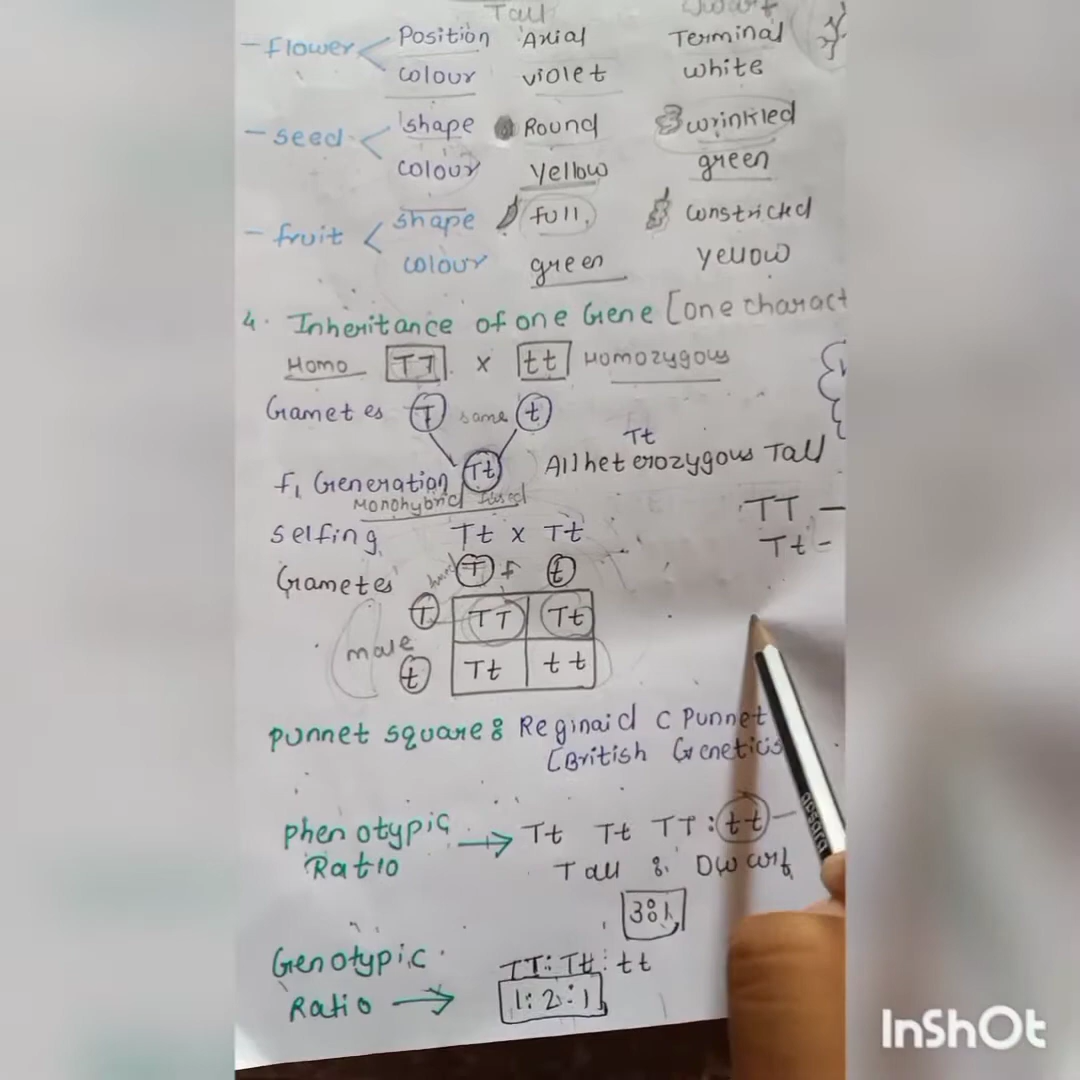 Tall Dwarf
- flower < Position Axial Terminal
colour violet white
- seed < shape Round wrinkled
colour yellow green
- fruit < shape full, constricted
colour green yellow
4. Inheritance of one Gene [one charact
Homo TT x tt Homozygous
Gametes T same t
Tt
f1 Generation Tt All heterozygous Tall
Monohybrid
TT -
selfing Tt x Tt
Tt -
Gametes T f t
T TT Tt
male
t Tt tt
punnet square: Reginald C Punnet
[British Geneticis
phenotypic → Tt Tt TT : tt -
Ratio Tall : Dwarf
3:1
Genotypic TT: Tt: tt
Ratio → 1:2:1
apsara
InShOt